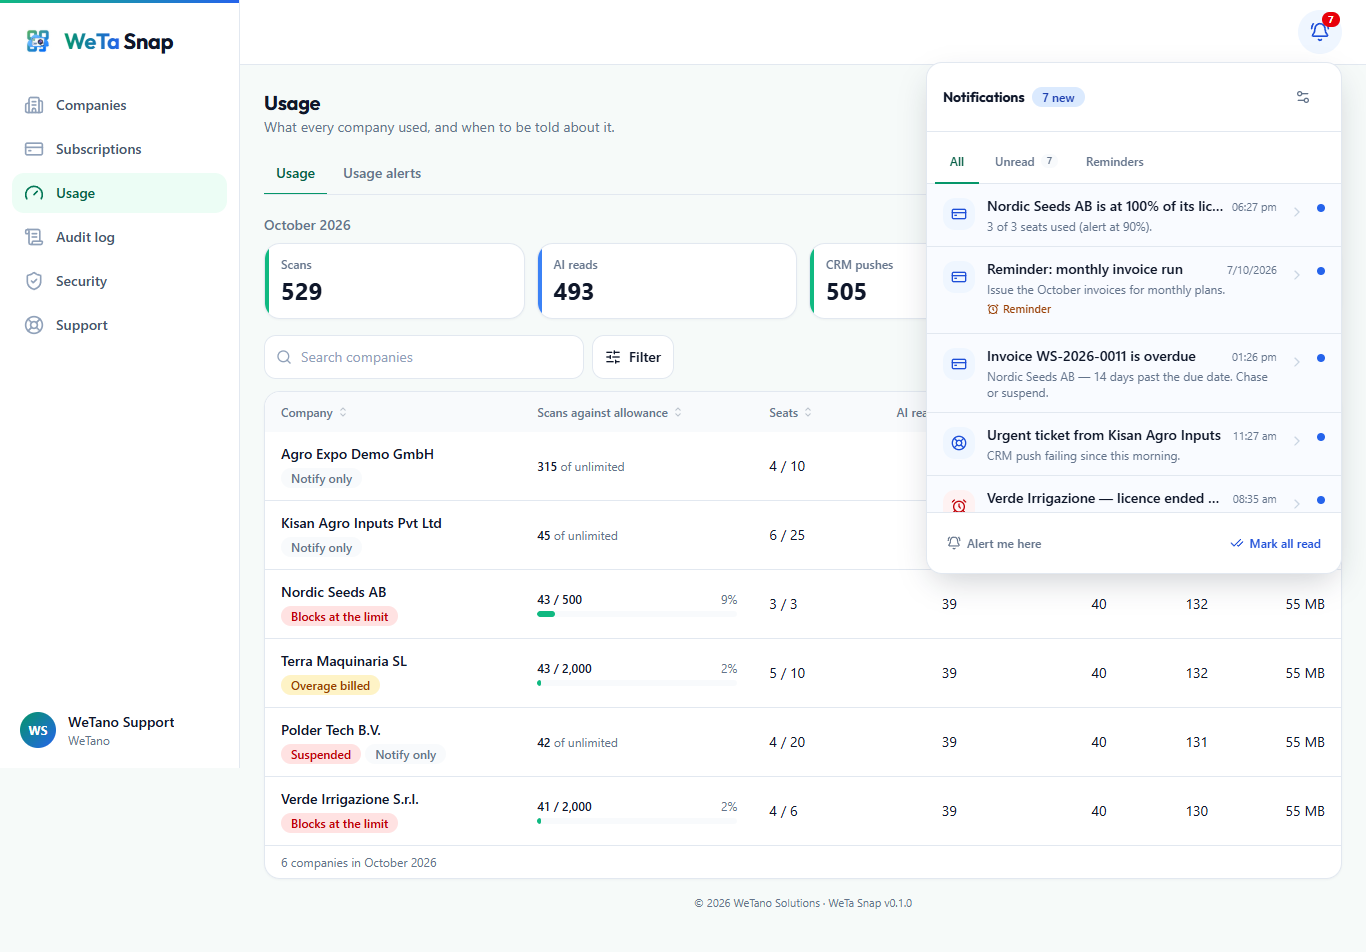 WeTa Snap
7
Companies
Subscriptions
Usage
Audit log
Security
Support
WS
WeTano Support
WeTano
Usage
What every company used, and when to be told about it.
Usage
Usage alerts
October 2026
Scans
529
AI reads
493
CRM pushes
505
Search companies
Filter
Company
Scans against allowance
Seats
AI rea
Agro Expo Demo GmbH
Notify only
315 of unlimited
4 / 10
Kisan Agro Inputs Pvt Ltd
Notify only
45 of unlimited
6 / 25
Nordic Seeds AB
Blocks at the limit
43 / 500
9%
3 / 3
39
40
132
55 MB
Terra Maquinaria SL
Overage billed
43 / 2,000
2%
5 / 10
39
40
132
55 MB
Polder Tech B.V.
Suspended
Notify only
42 of unlimited
4 / 20
39
40
131
55 MB
Verde Irrigazione S.r.l.
Blocks at the limit
41 / 2,000
2%
4 / 6
39
40
130
55 MB
6 companies in October 2026
© 2026 WeTano Solutions · WeTa Snap v0.1.0
Notifications
7 new
All
Unread 7
Reminders
Nordic Seeds AB is at 100% of its lic...
06:27 pm
3 of 3 seats used (alert at 90%).
Reminder: monthly invoice run
7/10/2026
Issue the October invoices for monthly plans.
Reminder
Invoice WS-2026-0011 is overdue
01:26 pm
Nordic Seeds AB — 14 days past the due date. Chase
or suspend.
Urgent ticket from Kisan Agro Inputs
11:27 am
CRM push failing since this morning.
Verde Irrigazione — licence ended ...
08:35 am
Alert me here
Mark all read